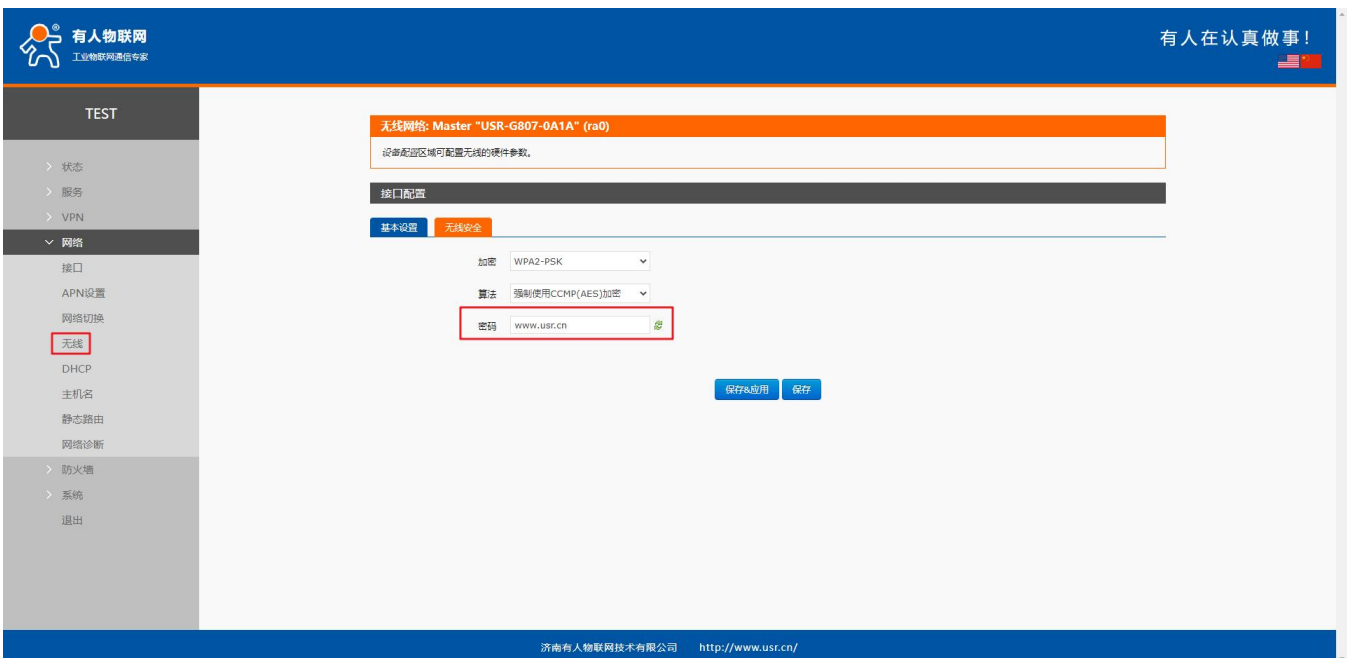 有人物联网
工业物联网通信专家
有人在认真做事！
TEST
状态
服务
VPN
网络
接口
APN设置
网络切换
无线
DHCP
主机名
静态路由
网络诊断
防火墙
系统
退出
无线网络: Master "USR-G807-0A1A" (ra0)
设备配置区域可配置无线的硬件参数。
接口配置
基本设置 无线安全
加密 WPA2-PSK
算法 强制使用CCMP(AES)加密
密码 www.usr.cn
保存&应用 保存
济南有人物联网技术有限公司 http://www.usr.cn/